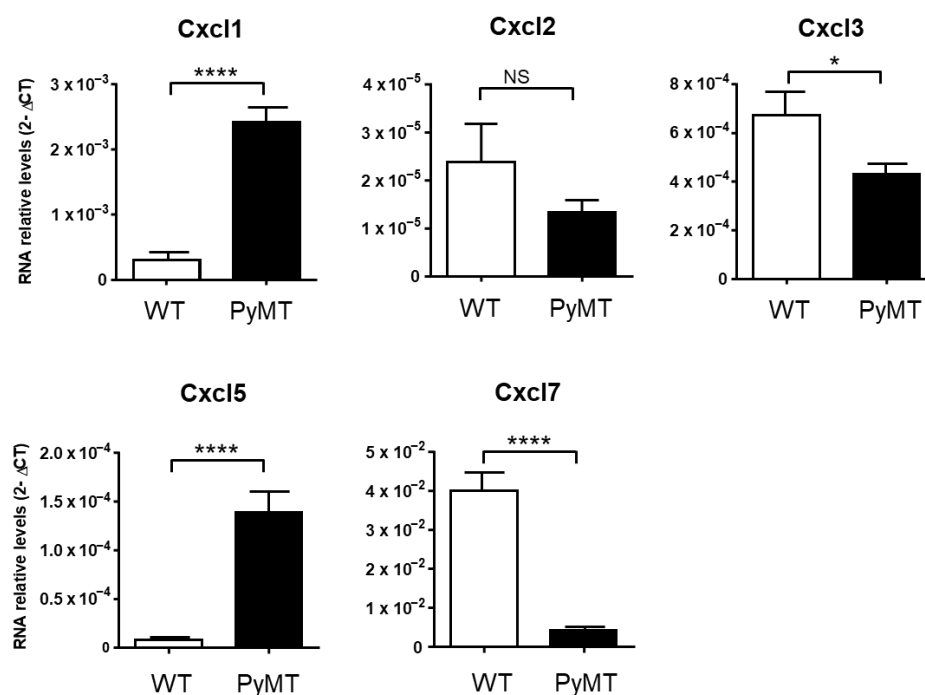 Cxcl1
RNA relative levels (2- ΔCT)
3 x 10⁻³
2 x 10⁻³
1 x 10⁻³
0
****
WT PyMT
Cxcl2
4 x 10⁻⁵
3 x 10⁻⁵
2 x 10⁻⁵
1 x 10⁻⁵
0
NS
WT PyMT
Cxcl3
8 x 10⁻⁴
6 x 10⁻⁴
4 x 10⁻⁴
2 x 10⁻⁴
0
*
WT PyMT
Cxcl5
RNA relative levels (2- ΔCT)
2.0 x 10⁻⁴
1.5 x 10⁻⁴
1.0 x 10⁻⁴
0.5 x 10⁻⁴
0
****
WT PyMT
Cxcl7
5 x 10⁻²
4 x 10⁻²
3 x 10⁻²
2 x 10⁻²
1 x 10⁻²
0
****
WT PyMT